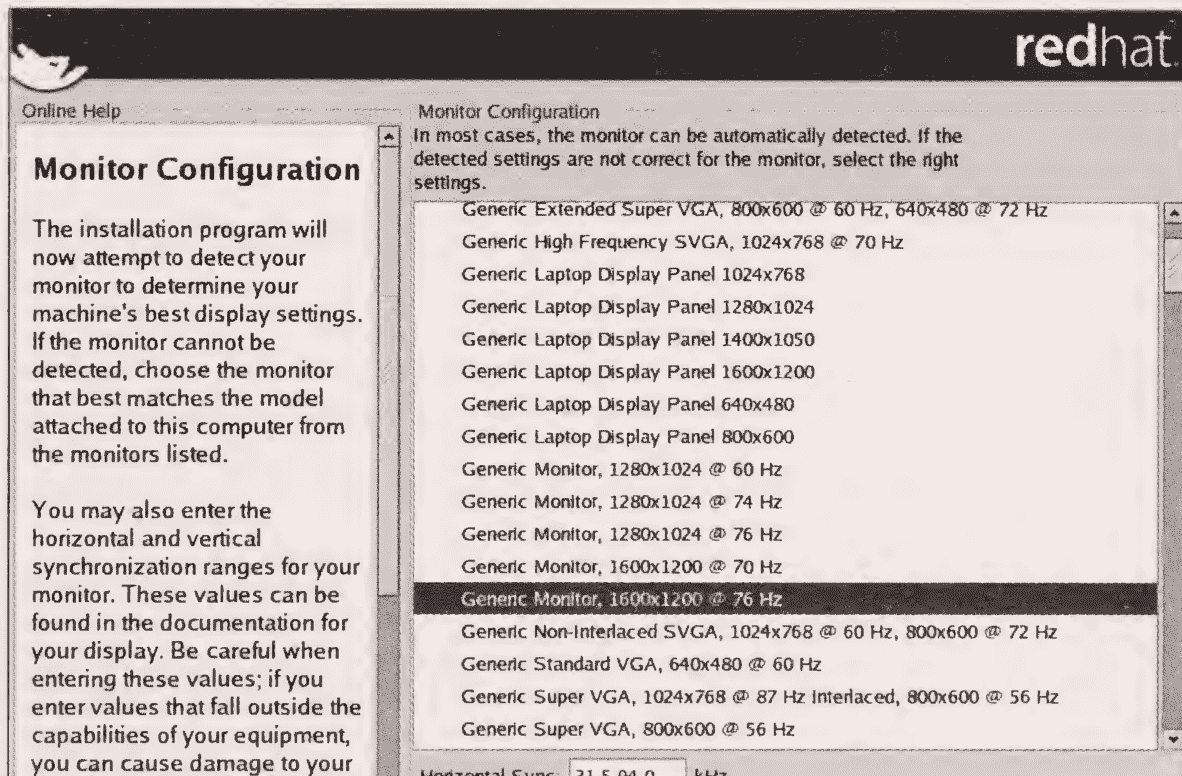 redhat.
Online Help
Monitor Configuration
The installation program will
now attempt to detect your
monitor to determine your
machine's best display settings.
If the monitor cannot be
detected, choose the monitor
that best matches the model
attached to this computer from
the monitors listed.
You may also enter the
horizontal and vertical
synchronization ranges for your
monitor. These values can be
found in the documentation for
your display. Be careful when
entering these values; if you
enter values that fall outside the
capabilities of your equipment,
you can cause damage to your
Monitor Configuration
In most cases, the monitor can be automatically detected. If the
detected settings are not correct for the monitor, select the right
settings.
Generic Extended Super VGA, 800x600 @ 60 Hz, 640x480 @ 72 Hz
Generic High Frequency SVGA, 1024x768 @ 70 Hz
Generic Laptop Display Panel 1024x768
Generic Laptop Display Panel 1280x1024
Generic Laptop Display Panel 1400x1050
Generic Laptop Display Panel 1600x1200
Generic Laptop Display Panel 640x480
Generic Laptop Display Panel 800x600
Generic Monitor, 1280x1024 @ 60 Hz
Generic Monitor, 1280x1024 @ 74 Hz
Generic Monitor, 1280x1024 @ 76 Hz
Generic Monitor, 1600x1200 @ 70 Hz
Generic Monitor, 1600x1200 @ 76 Hz
Generic Non-Interlaced SVGA, 1024x768 @ 60 Hz, 800x600 @ 72 Hz
Generic Standard VGA, 640x480 @ 60 Hz
Generic Super VGA, 1024x768 @ 87 Hz Interlaced, 800x600 @ 56 Hz
Generic Super VGA, 800x600 @ 56 Hz
Horizontal Sync: kHz